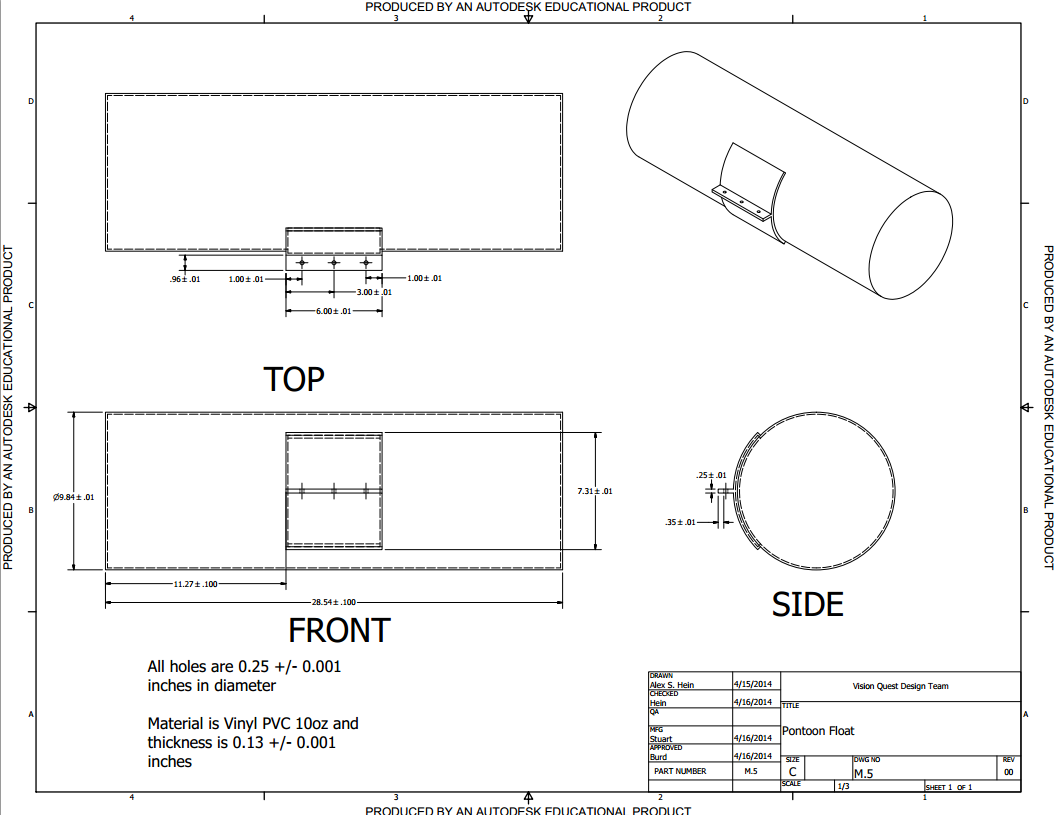 PRODUCED BY AN AUTODESK EDUCATIONAL PRODUCT
4
3
2
1
D
D
.96± .01
1.00± .01
1.00± .01
3.00± .01
6.00± .01
C
C
PRODUCED BY AN AUTODESK EDUCATIONAL PRODUCT
PRODUCED BY AN AUTODESK EDUCATIONAL PRODUCT
TOP
Ø9.84± .01
7.31± .01
.25± .01
.35± .01
B
B
11.27± .100
28.54± .100
FRONT
SIDE
All holes are 0.25 +/- 0.001
inches in diameter
Material is Vinyl PVC 10oz and
thickness is 0.13 +/- 0.001
inches
A
A
DRAWN
Alex S. Hein
4/15/2014
CHECKED
Hein
4/16/2014
QA
MFG
Stuart
4/16/2014
APPROVED
Burd
4/16/2014
PART NUMBER
M.5
Vision Quest Design Team
TITLE
Pontoon Float
SIZE
C
DWG NO
M.5
REV
00
SCALE
1/3
SHEET 1 OF 1
4
3
2
1
PRODUCED BY AN AUTODESK EDUCATIONAL PRODUCT